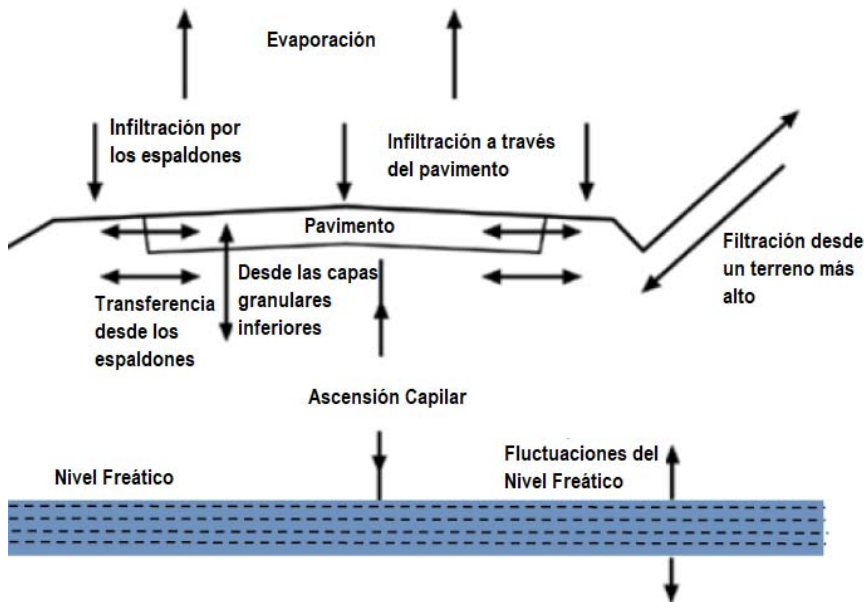 Evaporación
Infiltración por
los espaldones
Infiltración a través
del pavimento
Pavimento
Filtración desde
un terreno más
alto
Transferencia
desde los
espaldones
Desde las capas
granulares
inferiores
Ascensión Capilar
Nivel Freático
Fluctuaciones del
Nivel Freático